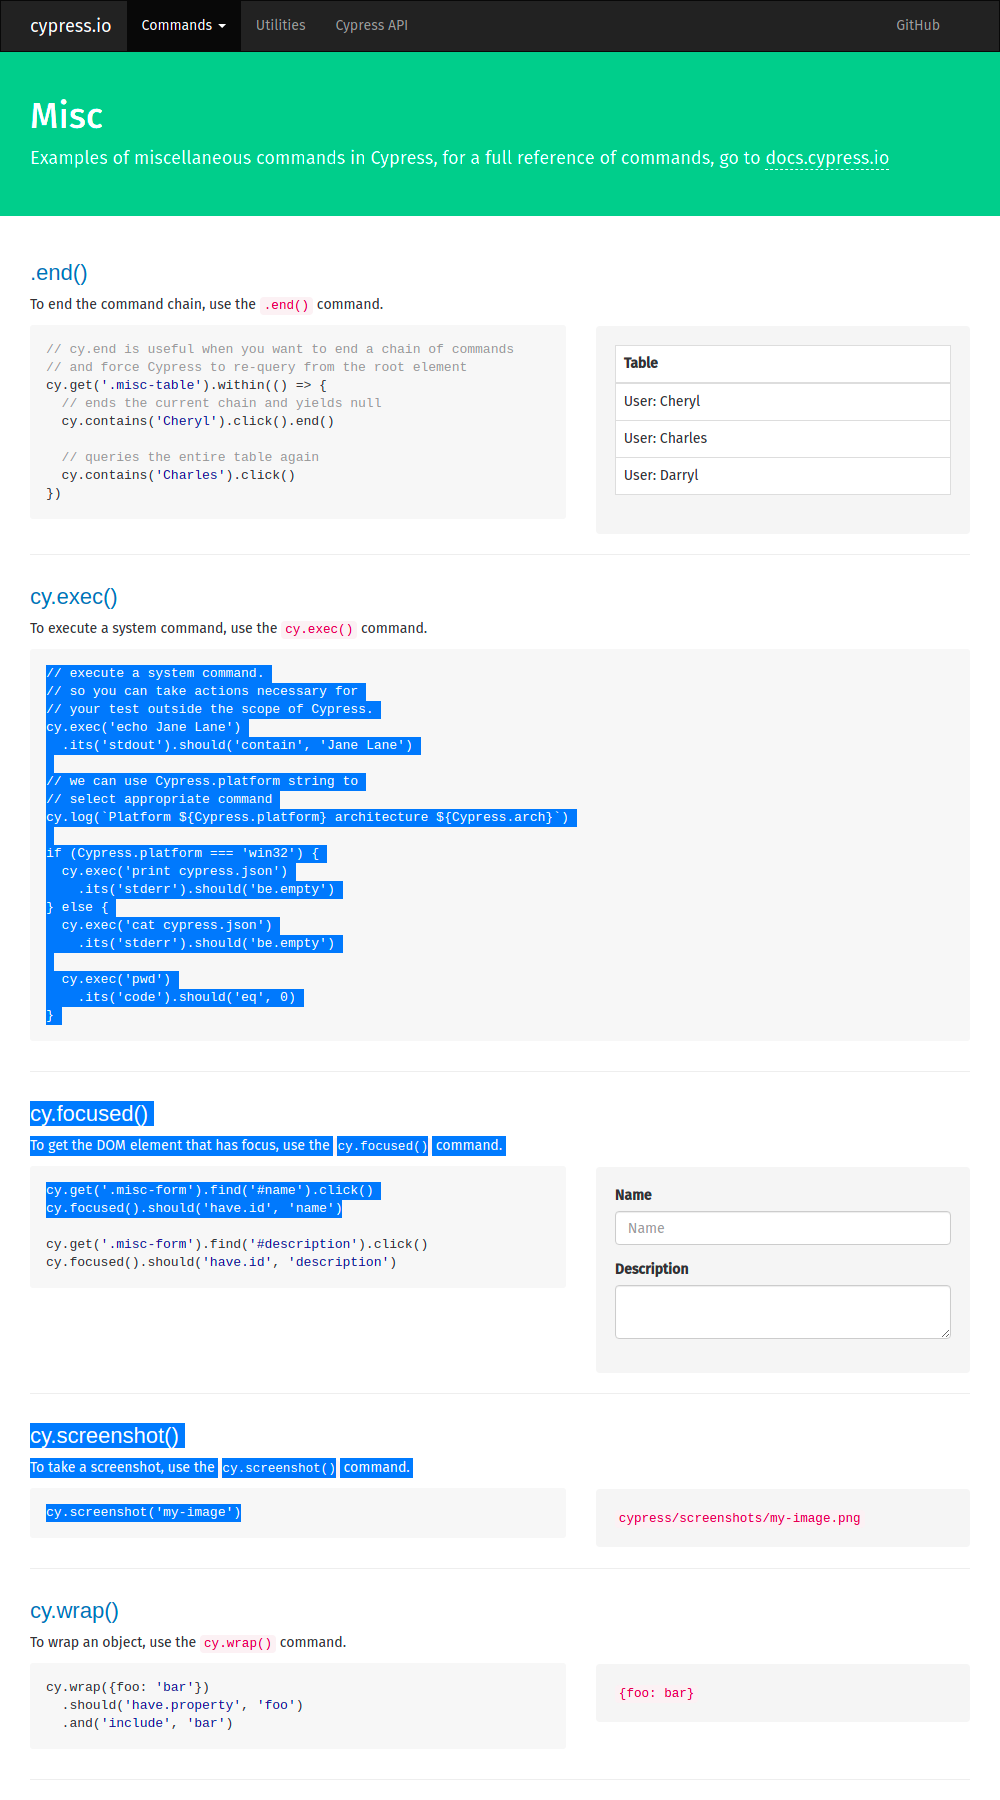 cypress.io Commands Utilities Cypress API GitHub
Misc
Examples of miscellaneous commands in Cypress, for a full reference of commands, go to docs.cypress.io
.end()
To end the command chain, use the .end() command.
// cy.end is useful when you want to end a chain of commands
// and force Cypress to re-query from the root element
cy.get('.misc-table').within(() => {
  // ends the current chain and yields null
  cy.contains('Cheryl').click().end()
  // queries the entire table again
  cy.contains('Charles').click()
})
Table
User: Cheryl
User: Charles
User: Darryl
cy.exec()
To execute a system command, use the cy.exec() command.
// execute a system command.
// so you can take actions necessary for
// your test outside the scope of Cypress.
cy.exec('echo Jane Lane')
  .its('stdout').should('contain', 'Jane Lane')
// we can use Cypress.platform string to
// select appropriate command
cy.log(`Platform ${Cypress.platform} architecture ${Cypress.arch}`)
if (Cypress.platform === 'win32') {
  cy.exec('print cypress.json')
    .its('stderr').should('be.empty')
} else {
  cy.exec('cat cypress.json')
    .its('stderr').should('be.empty')
  cy.exec('pwd')
    .its('code').should('eq', 0)
}
cy.focused()
To get the DOM element that has focus, use the cy.focused() command.
cy.get('.misc-form').find('#name').click()
cy.focused().should('have.id', 'name')
cy.get('.misc-form').find('#description').click()
cy.focused().should('have.id', 'description')
Name
Name
Description
cy.screenshot()
To take a screenshot, use the cy.screenshot() command.
cy.screenshot('my-image')
cypress/screenshots/my-image.png
cy.wrap()
To wrap an object, use the cy.wrap() command.
cy.wrap({foo: 'bar'})
  .should('have.property', 'foo')
  .and('include', 'bar')
{foo: bar}